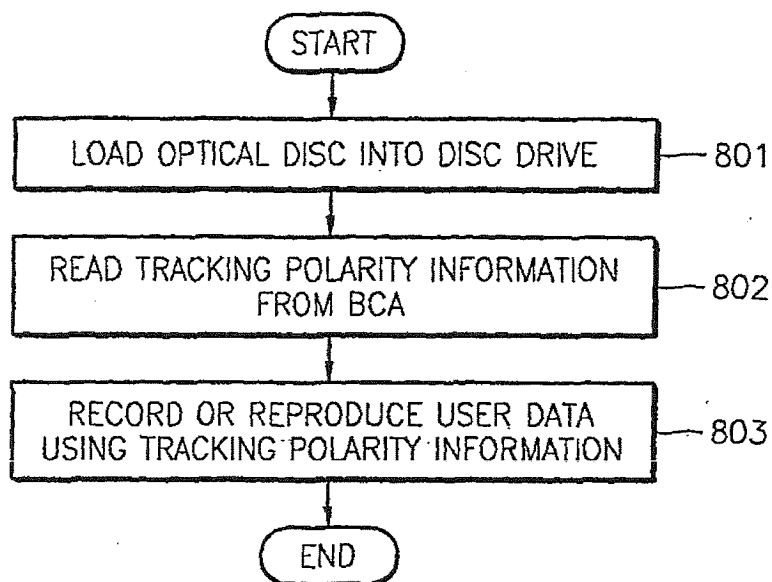 START
LOAD OPTICAL DISC INTO DISC DRIVE
801
READ TRACKING POLARITY INFORMATION
FROM BCA
802
RECORD OR REPRODUCE USER DATA
USING TRACKING POLARITY INFORMATION
803
END